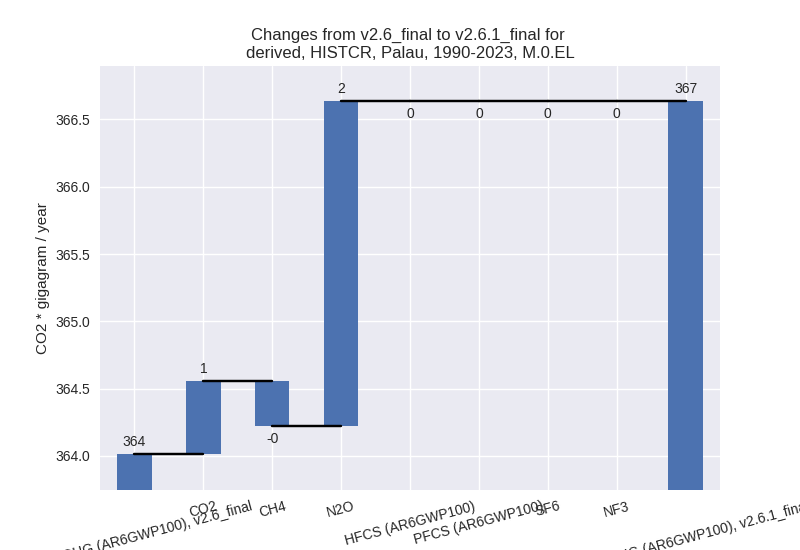 Changes from v2.6_final to v2.6.1_final for
derived, HISTCR, Palau, 1990-2023, M.0.EL
CO2 * gigagram / year
366.5
366.0
365.5
365.0
364.5
364.0
364
1
-0
2
0
0
0
0
367
(AR6GWP100), v2.6_final
CO2
CH4
N2O
HFCS (AR6GWP100)
PFCS (AR6GWP100)
SF6
NF3
(AR6GWP100), v2.6.1_fina